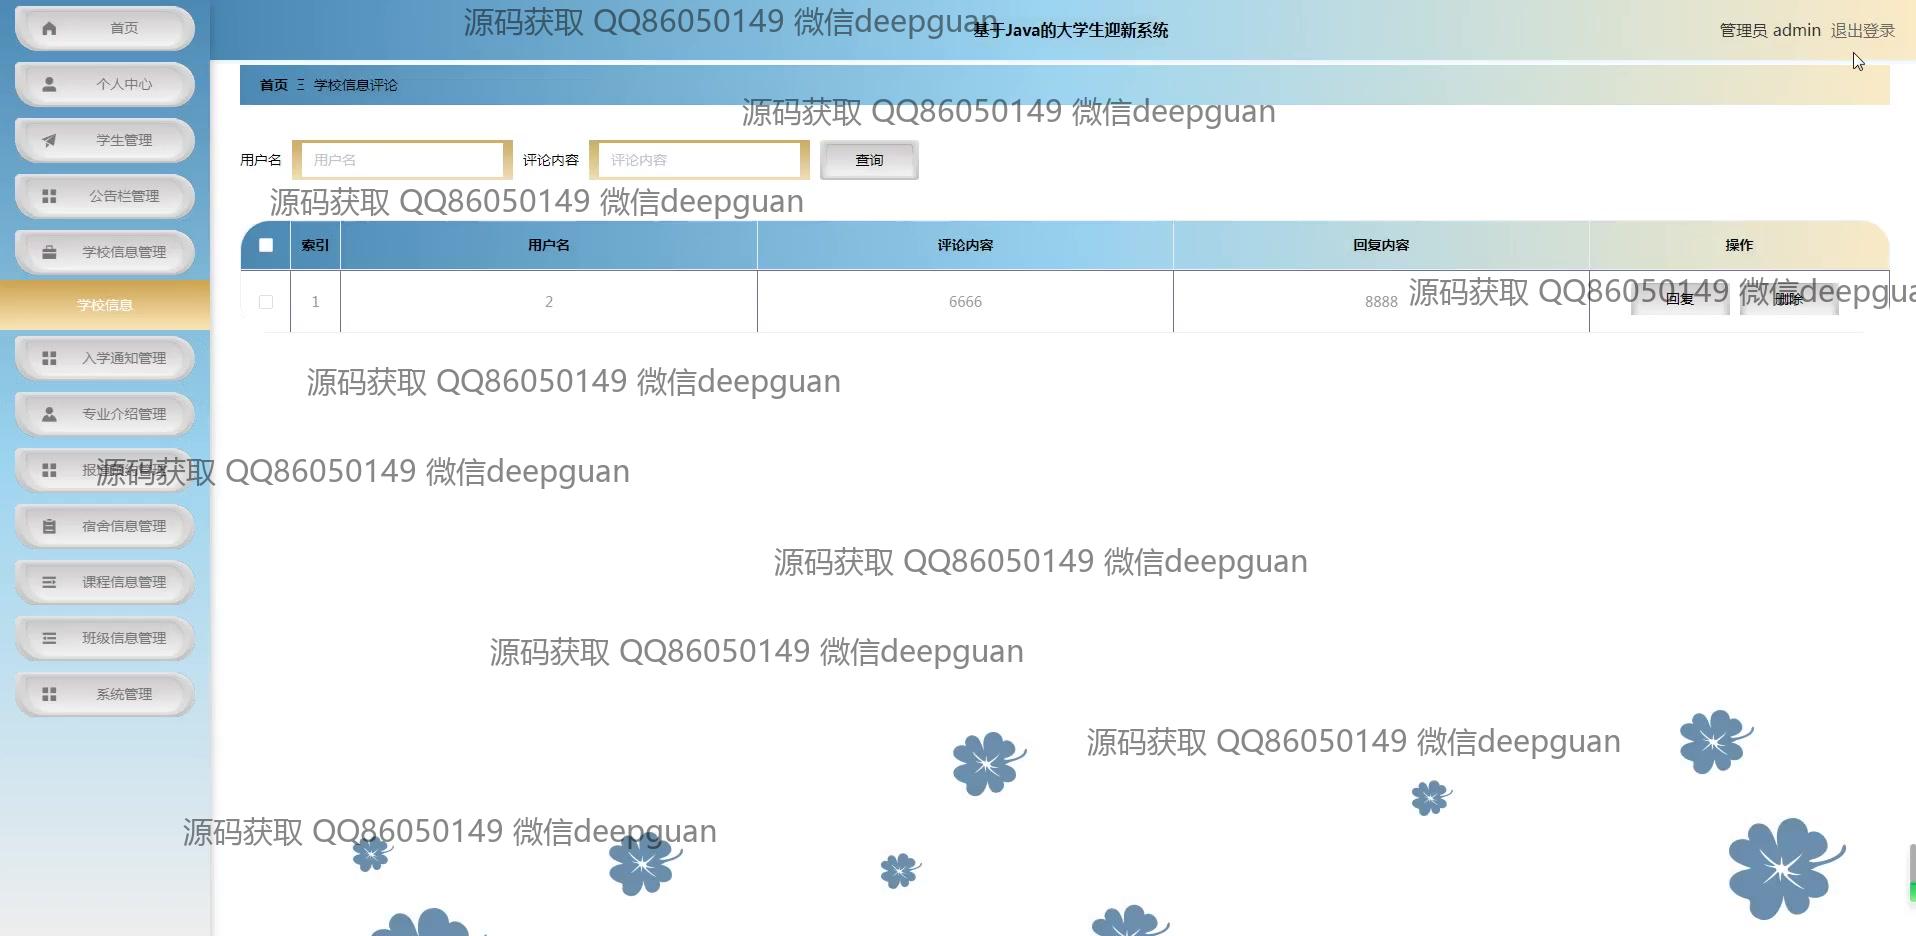 首页
个人中心
学生管理
公告栏管理
学校信息管理
学校信息
入学通知管理
专业介绍管理
宿舍信息管理
课程信息管理
班级信息管理
系统管理
基于Java的大学生迎新系统
管理员 admin 退出登录
首页 学校信息评论
用户名 用户名 评论内容 评论内容 查询
索引 用户名 评论内容 回复内容 操作
1 2 6666 8888 回复 删除
源码获取 QQ86050149 微信deepguan
源码获取 QQ86050149 微信deepguan
源码获取 QQ86050149 微信deepguan
源码获取 QQ86050149 微信deepgua
源码获取 QQ86050149 微信deepguan
源码获取 QQ86050149 微信deepguan
源码获取 QQ86050149 微信deepguan
源码获取 QQ86050149 微信deepguan
源码获取 QQ86050149 微信deepguan
源码获取 QQ86050149 微信deepguan